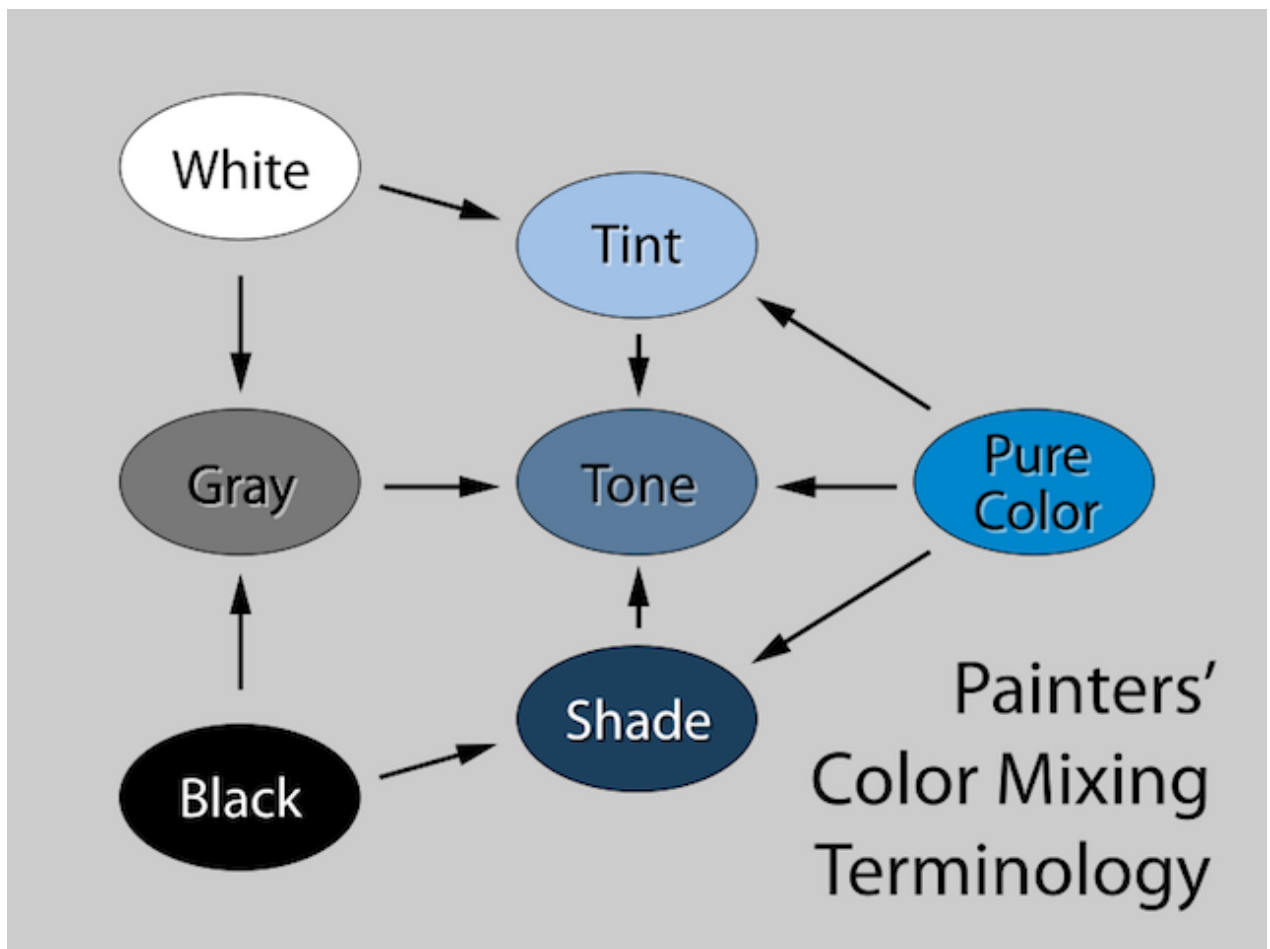 White
Tint
Gray
Tone
Pure
Color
Shade
Black
Painters’
Color Mixing
Terminology